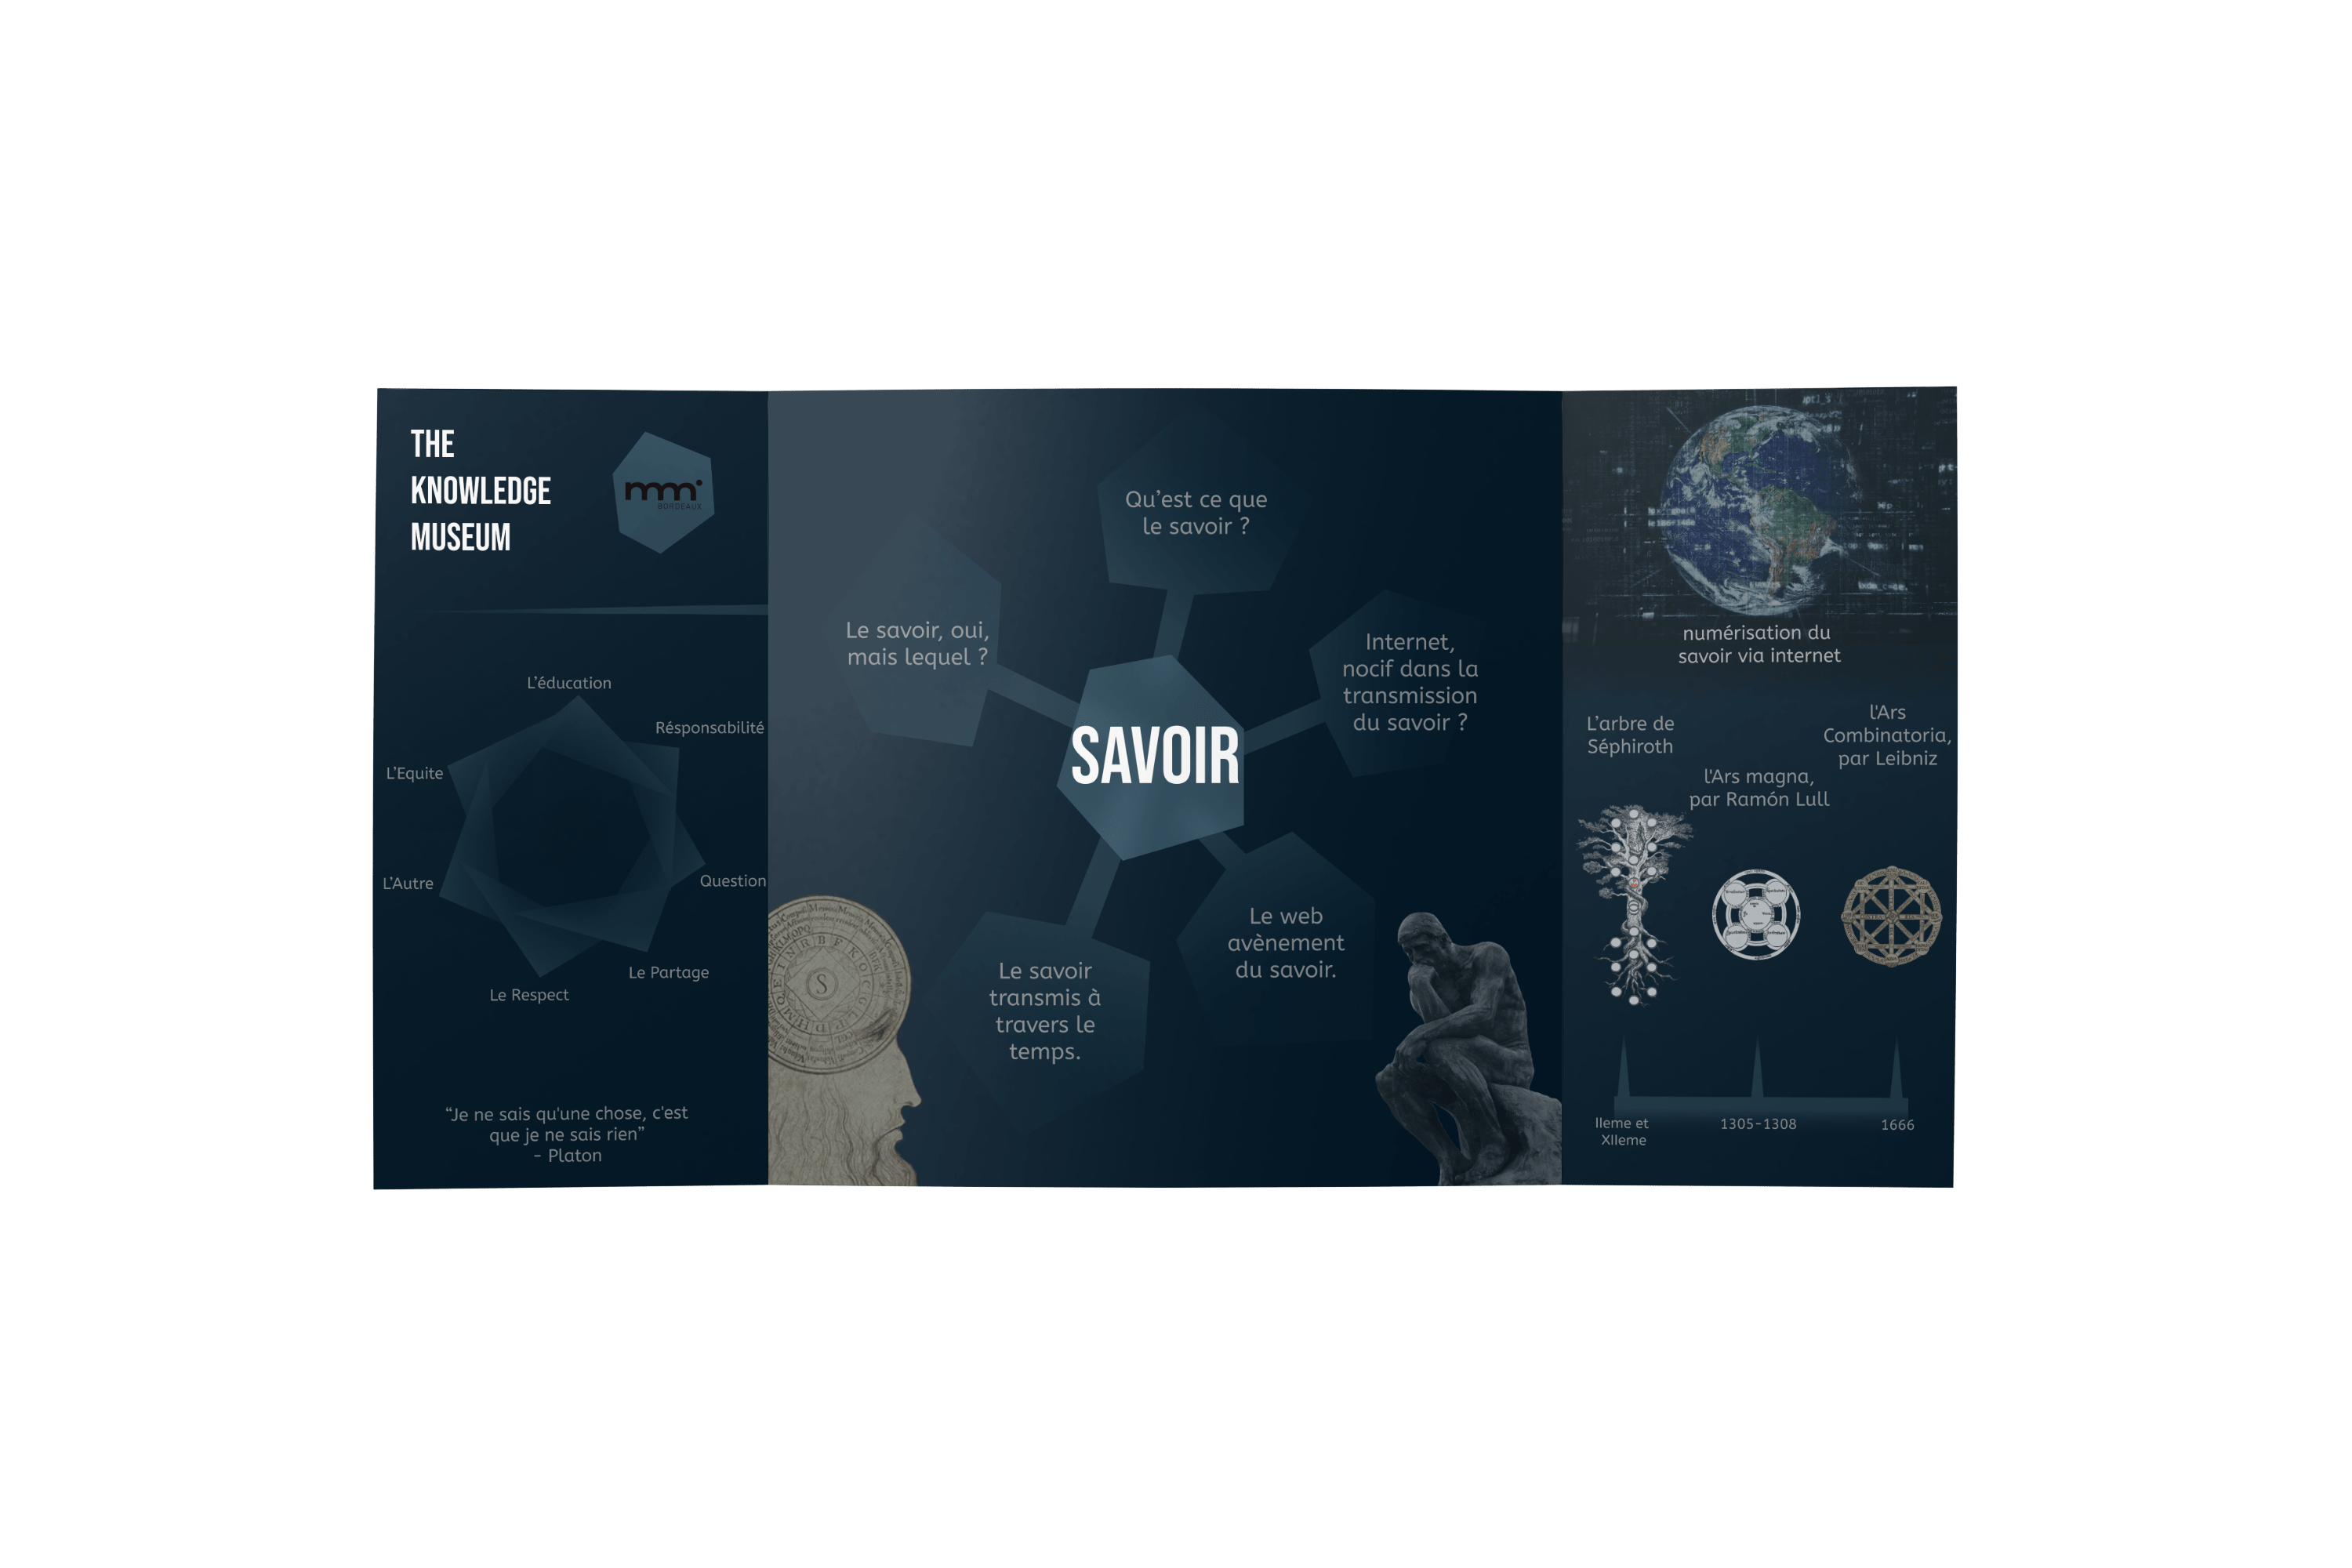 THE
KNOWLEDGE
MUSEUM
mmi
BORDEAUX
L'éducation
Résponsabilité
L'Equite
L'Autre
Question
Le Partage
Le Respect
“Je ne sais qu'une chose, c'est
que je ne sais rien”
- Platon
Qu'est ce que
le savoir ?
Le savoir, oui,
mais lequel ?
Internet,
nocif dans la
transmission
du savoir ?
SAVOIR
Le web
avènement
du savoir.
Le savoir
transmis à
travers le
temps.
S
numérisation du
savoir via internet
L'arbre de
Séphiroth
l'Ars magna,
par Ramón Lull
l'Ars
Combinatoria,
par Leibniz
IIeme et
XIIeme
1305-1308
1666